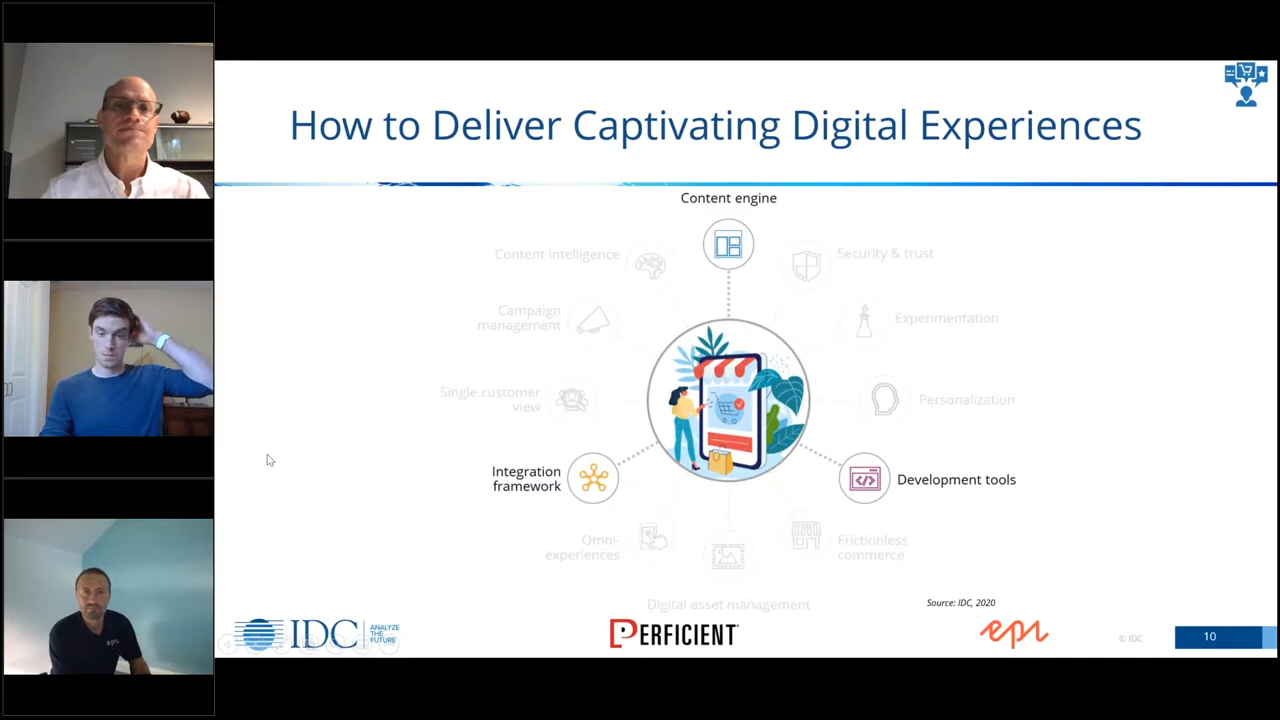 How to Deliver Captivating Digital Experiences
Content engine
Content intelligence
Security & trust
Campaign
management
Experimentation
Single customer
view
Personalization
Integration
framework
Development tools
Omni-
experiences
Frictionless
commerce
Digital asset management
Source: IDC, 2020
IDC
ANALYZE
THE
FUTURE
PERFICIENT
epi
© IDC
10
epi